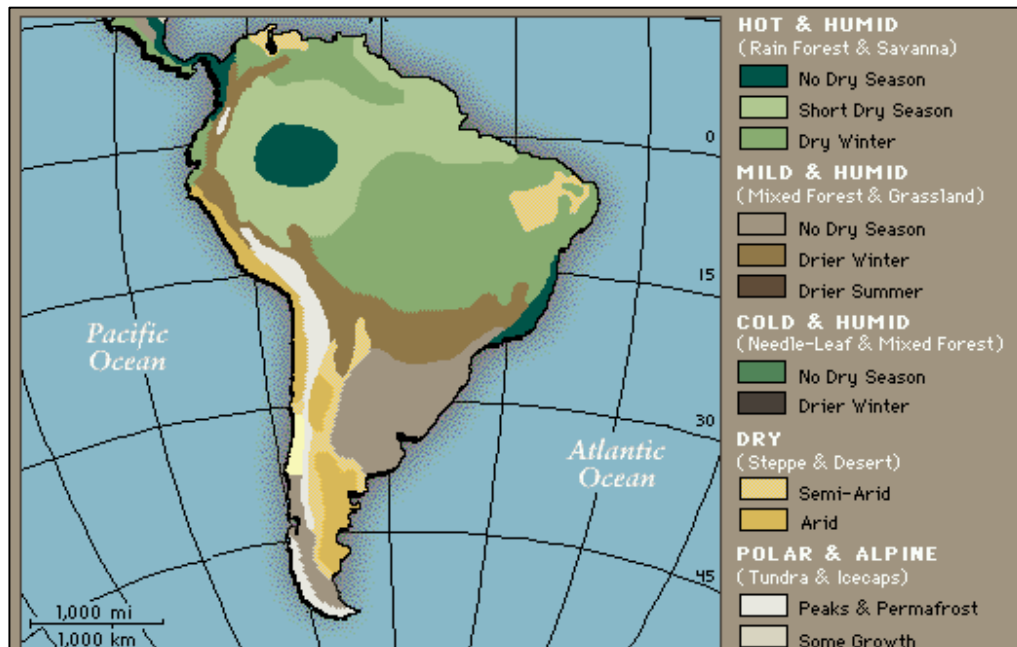 HOT & HUMID
(Rain Forest & Savanna)
No Dry Season
Short Dry Season
Dry Winter
MILD & HUMID
(Mixed Forest & Grassland)
No Dry Season
Drier Winter
Drier Summer
COLD & HUMID
(Needle-Leaf & Mixed Forest)
No Dry Season
Drier Winter
DRY
(Steppe & Desert)
Semi-Arid
Arid
POLAR & ALPINE
(Tundra & Icecaps)
Peaks & Permafrost
Some Growth
0
15
30
45
Pacific
Ocean
Atlantic
Ocean
1,000 mi
1,000 km